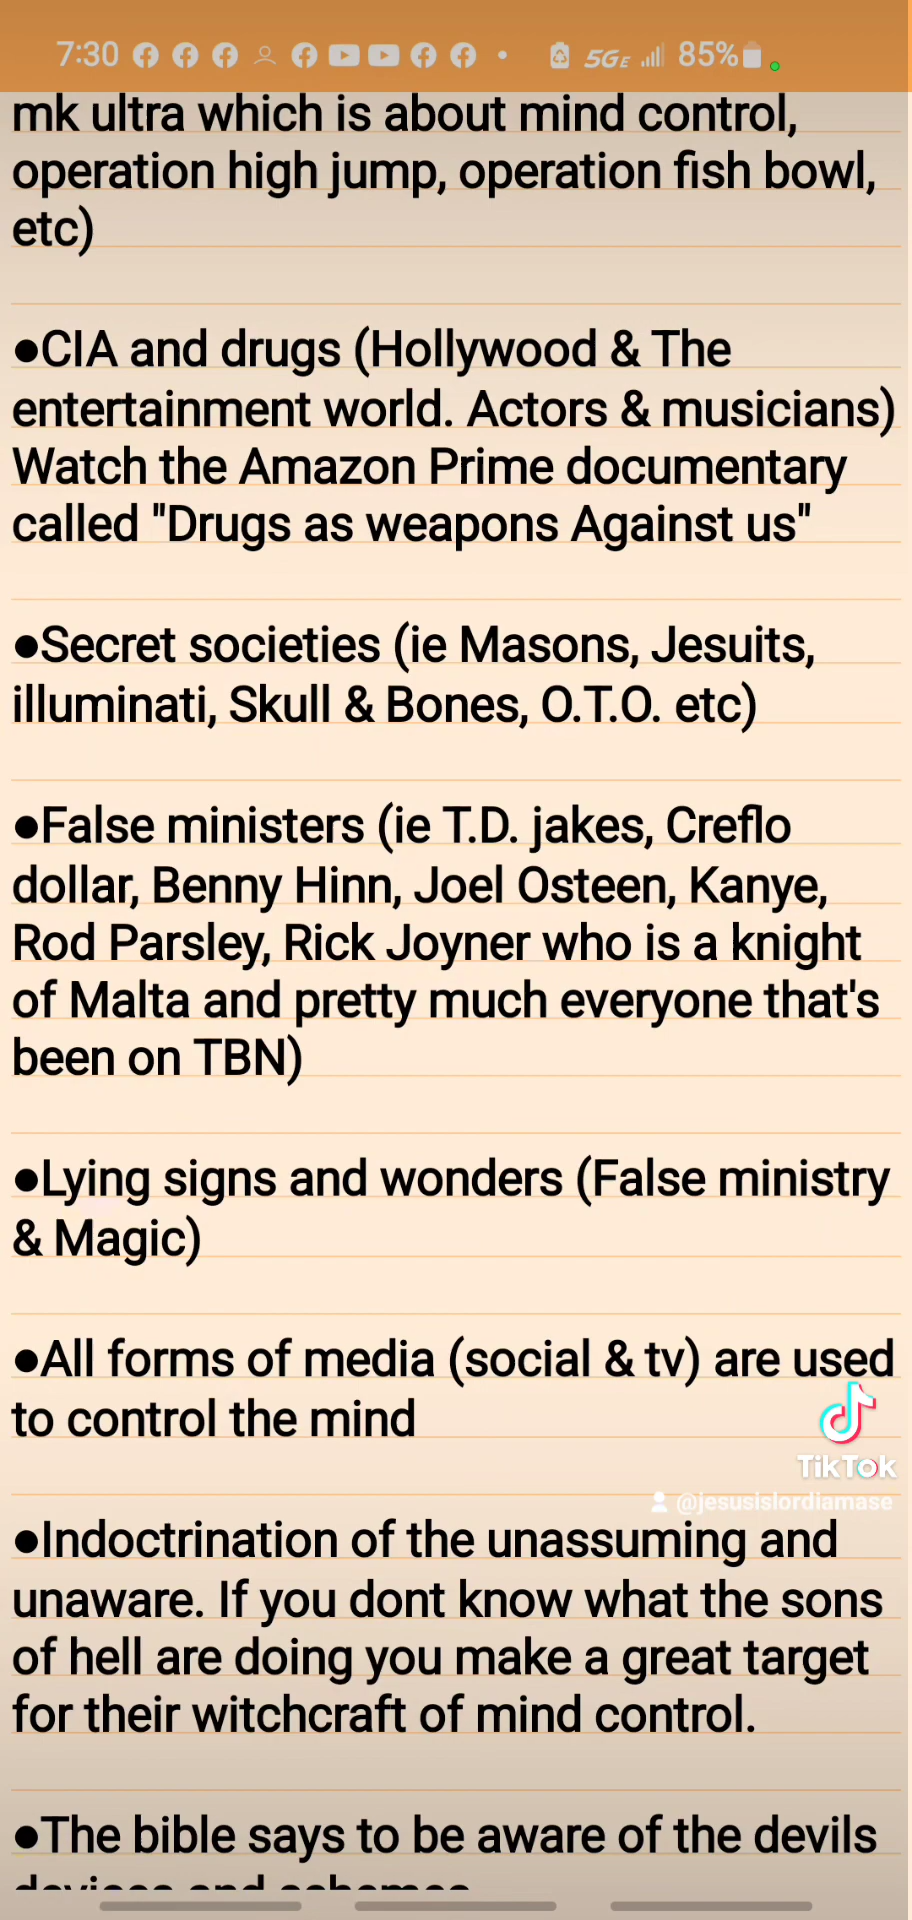 7:30 5GE 85%
mk ultra which is about mind control,
operation high jump, operation fish bowl,
etc)
●CIA and drugs (Hollywood & The
entertainment world. Actors & musicians)
Watch the Amazon Prime documentary
called "Drugs as weapons Against us"
●Secret societies (ie Masons, Jesuits,
illuminati, Skull & Bones, O.T.O. etc)
●False ministers (ie T.D. jakes, Creflo
dollar, Benny Hinn, Joel Osteen, Kanye,
Rod Parsley, Rick Joyner who is a knight
of Malta and pretty much everyone that's
been on TBN)
●Lying signs and wonders (False ministry
& Magic)
●All forms of media (social & tv) are used
to control the mind
TikTok
@jesusislordiamase
●Indoctrination of the unassuming and
unaware. If you dont know what the sons
of hell are doing you make a great target
for their witchcraft of mind control.
●The bible says to be aware of the devils